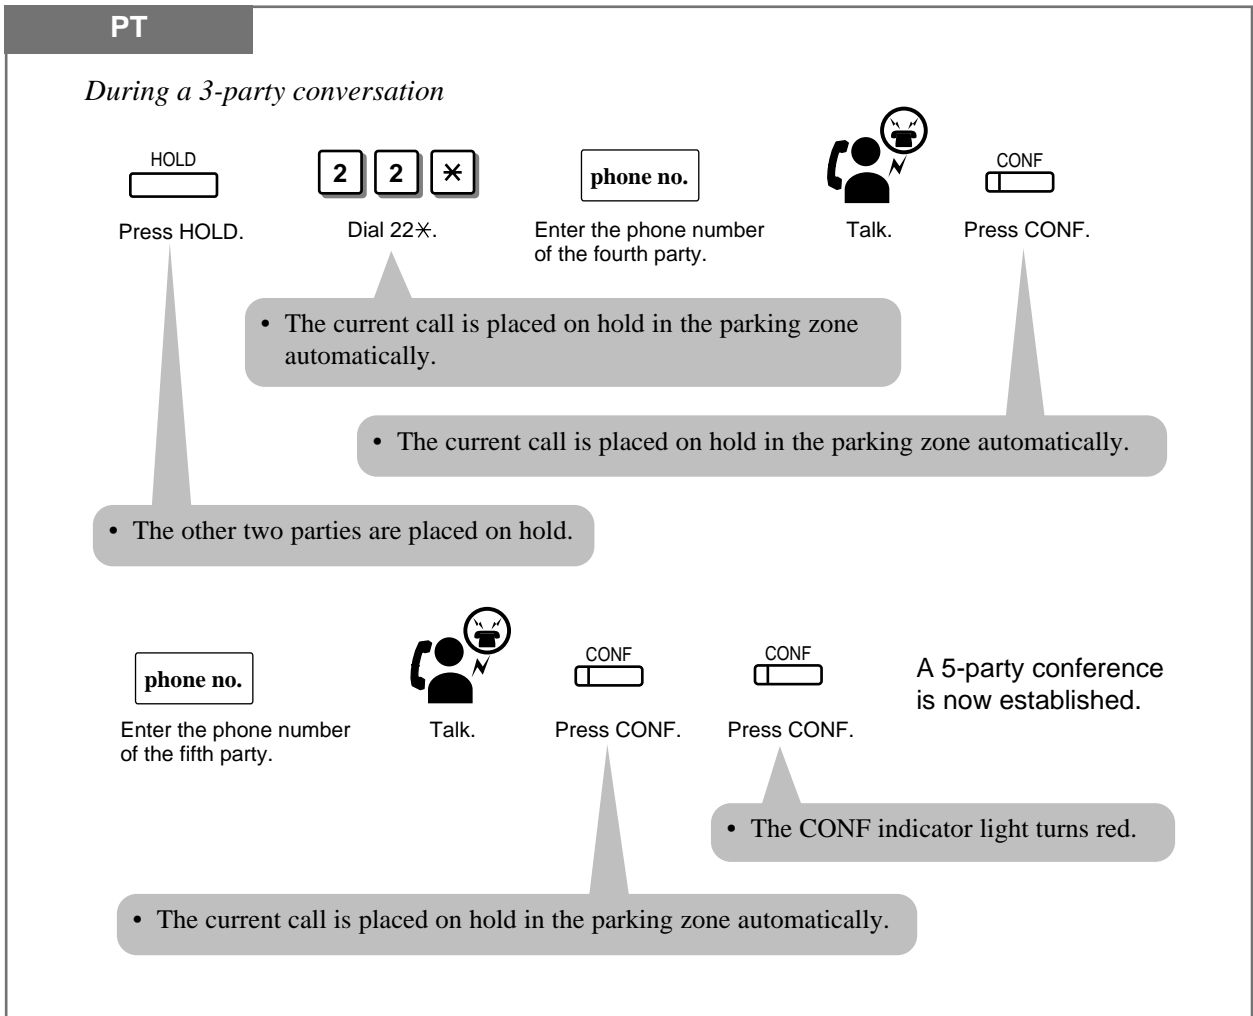 PT
During a 3-party conversation
HOLD
2 2 ✳
phone no.
CONF
Press HOLD.
Dial 22✳.
Enter the phone number
of the fourth party.
Talk.
Press CONF.
• The current call is placed on hold in the parking zone
automatically.
• The current call is placed on hold in the parking zone automatically.
• The other two parties are placed on hold.
phone no.
CONF
CONF
A 5-party conference
is now established.
Enter the phone number
of the fifth party.
Talk.
Press CONF.
Press CONF.
• The CONF indicator light turns red.
• The current call is placed on hold in the parking zone automatically.